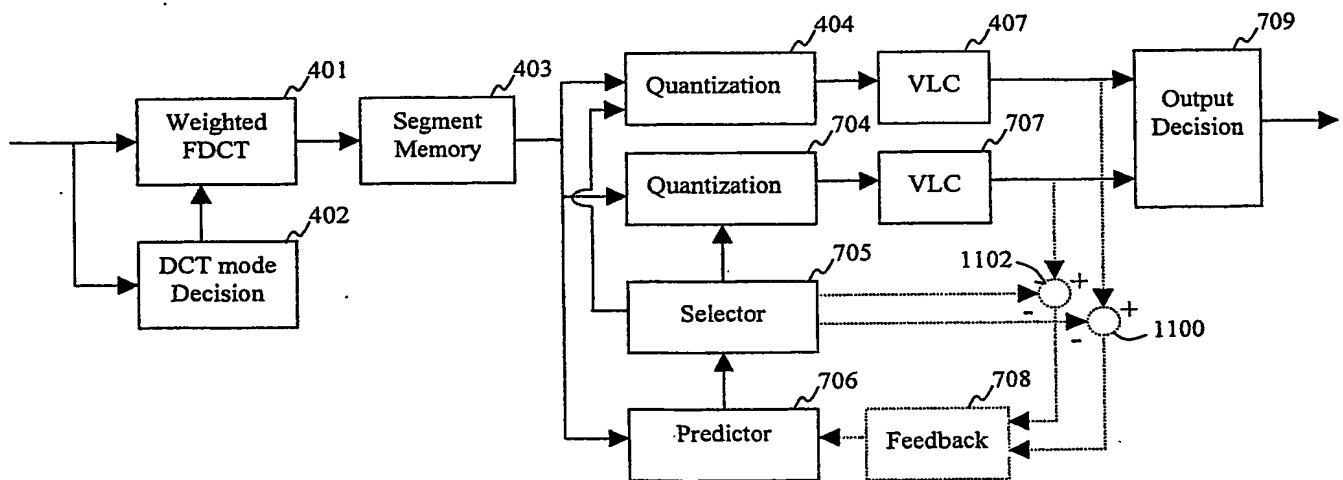 404
407
709
401
403
Quantization
VLC
Output
Decision
Weighted
FDCT
Segment
Memory
704
707
Quantization
VLC
402
DCT mode
Decision
705
1102
+
-
Selector
+
-
1100
706
708
Predictor
Feedback